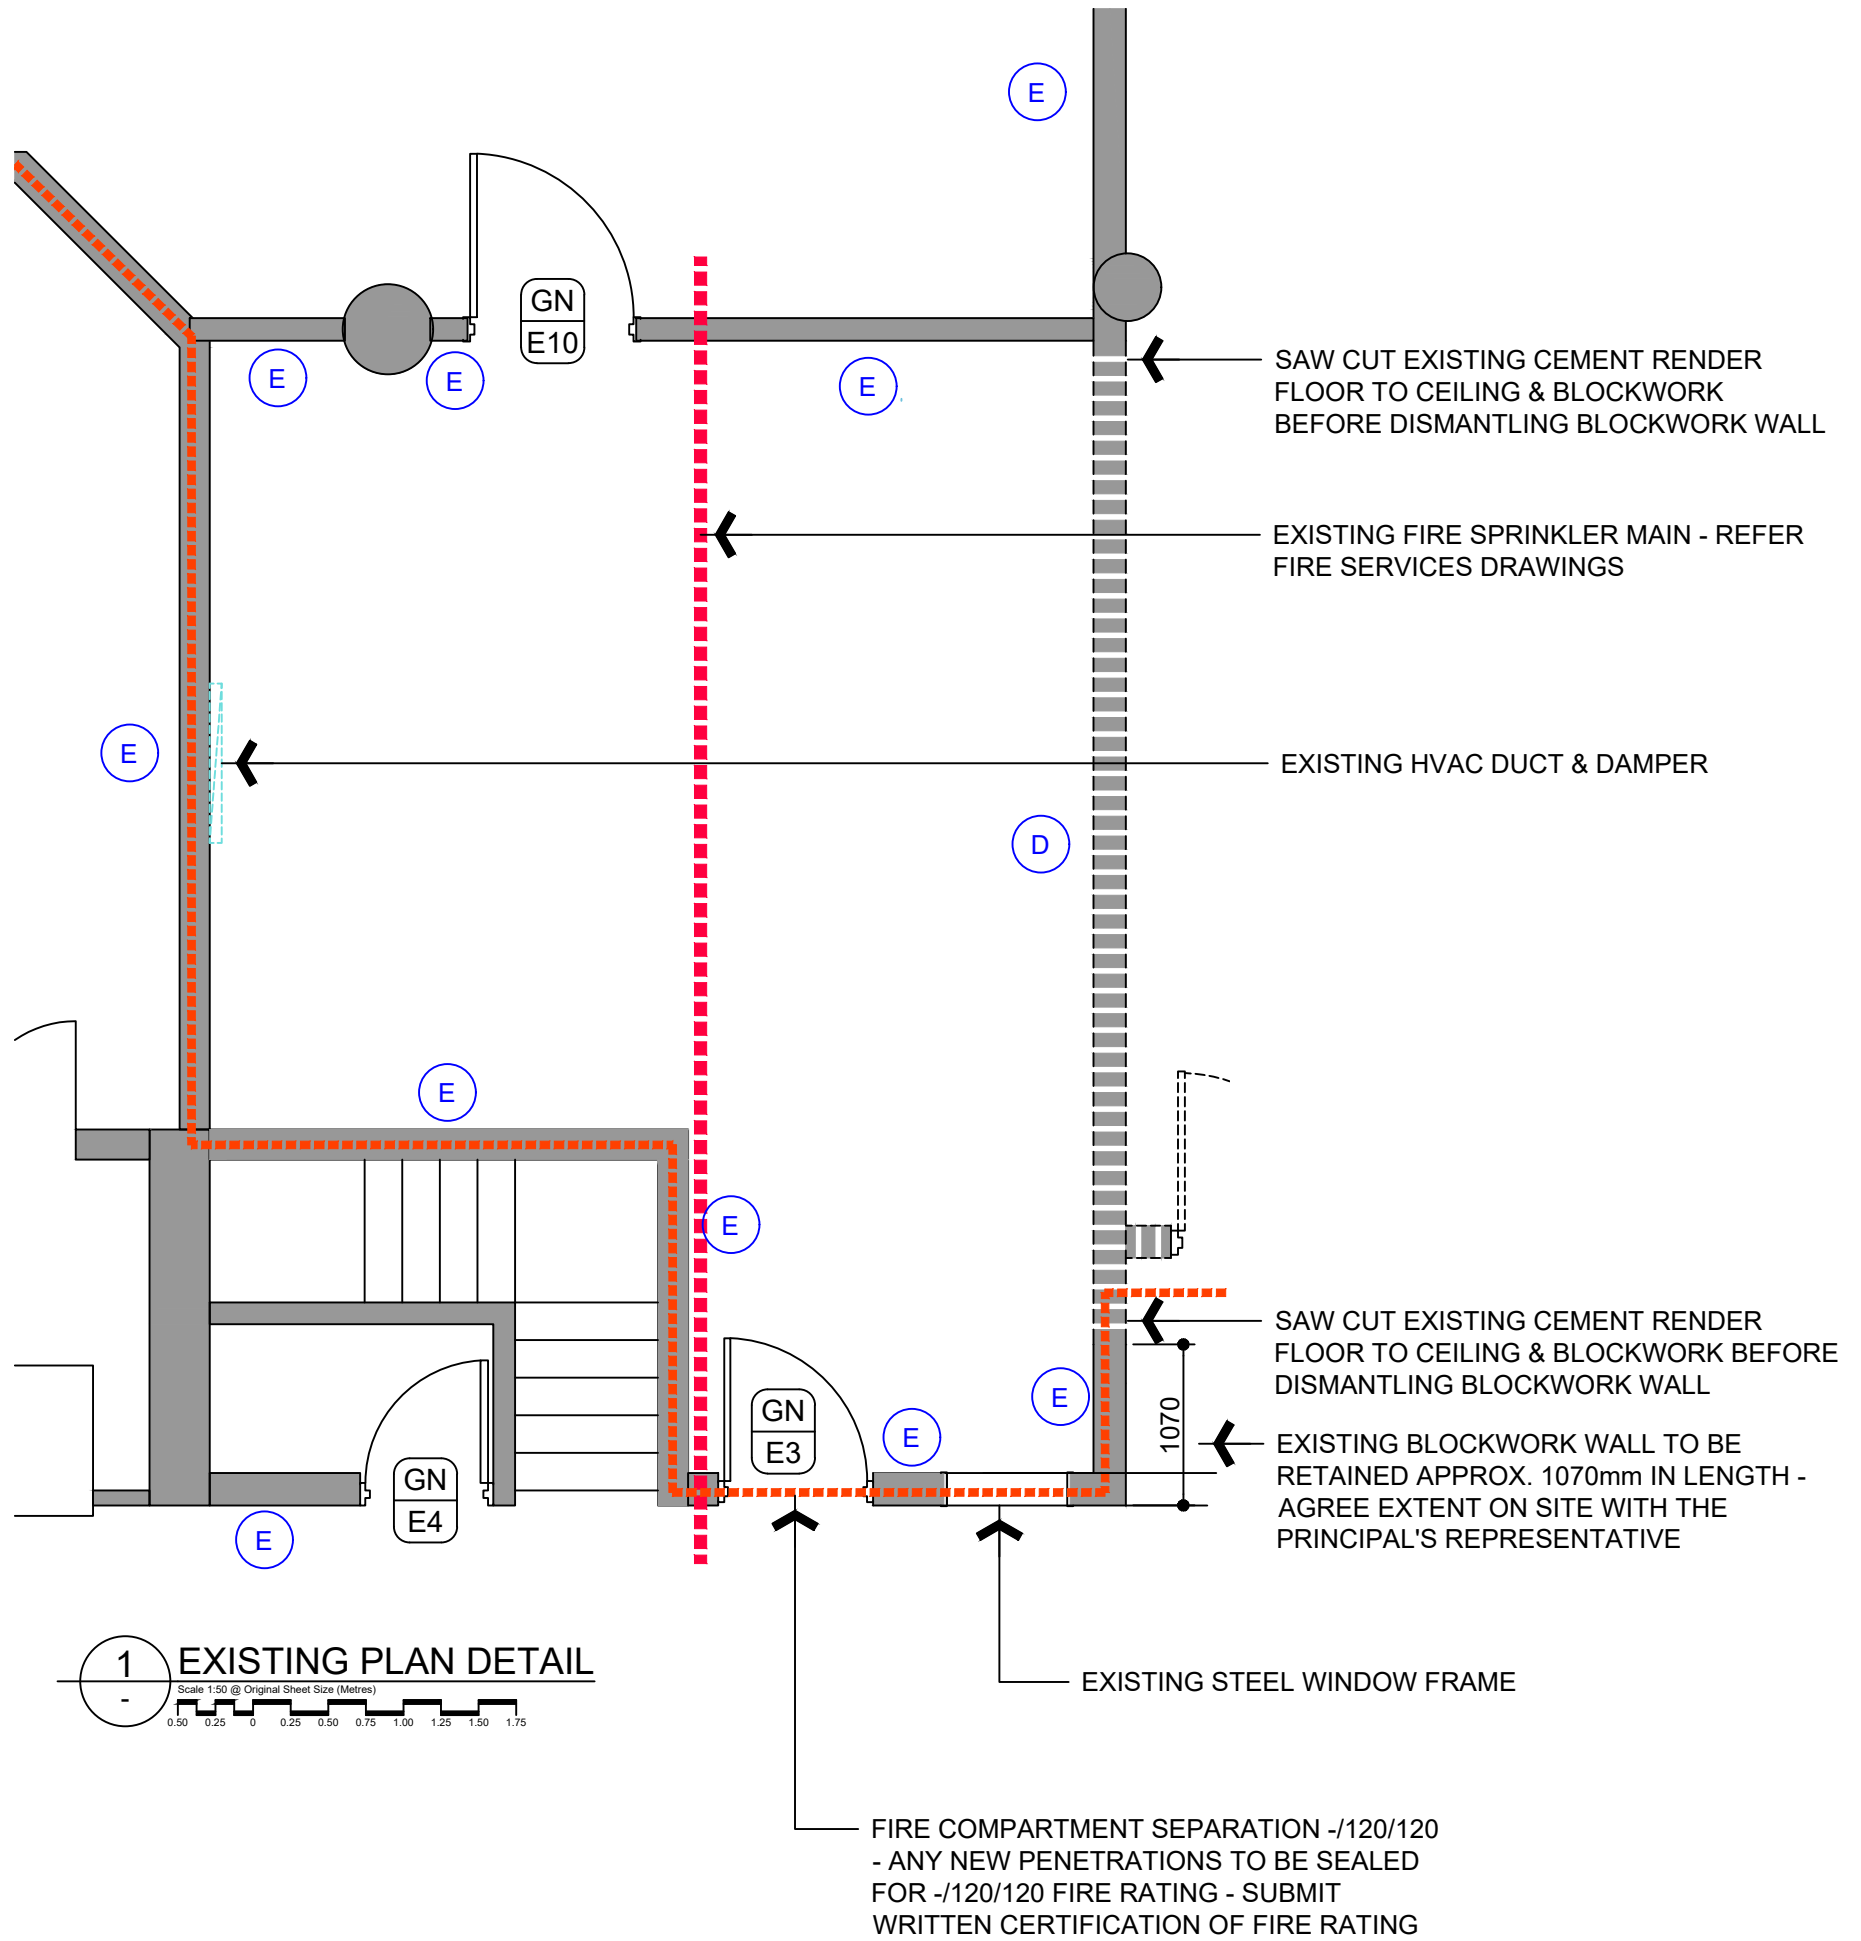 E
GN
E10
E
E
E
SAW CUT EXISTING CEMENT RENDER
FLOOR TO CEILING & BLOCKWORK
BEFORE DISMANTLING BLOCKWORK WALL
EXISTING FIRE SPRINKLER MAIN - REFER
FIRE SERVICES DRAWINGS
E
EXISTING HVAC DUCT & DAMPER
D
E
E
SAW CUT EXISTING CEMENT RENDER
FLOOR TO CEILING & BLOCKWORK BEFORE
DISMANTLING BLOCKWORK WALL
E
GN
E3
E
1070
EXISTING BLOCKWORK WALL TO BE
RETAINED APPROX. 1070mm IN LENGTH -
AGREE EXTENT ON SITE WITH THE
PRINCIPAL'S REPRESENTATIVE
GN
E4
E
1
-
EXISTING PLAN DETAIL
Scale 1:50 @ Original Sheet Size (Metres)
0.50 0.25 0 0.25 0.50 0.75 1.00 1.25 1.50 1.75
EXISTING STEEL WINDOW FRAME
FIRE COMPARTMENT SEPARATION -/120/120
- ANY NEW PENETRATIONS TO BE SEALED
FOR -/120/120 FIRE RATING - SUBMIT
WRITTEN CERTIFICATION OF FIRE RATING